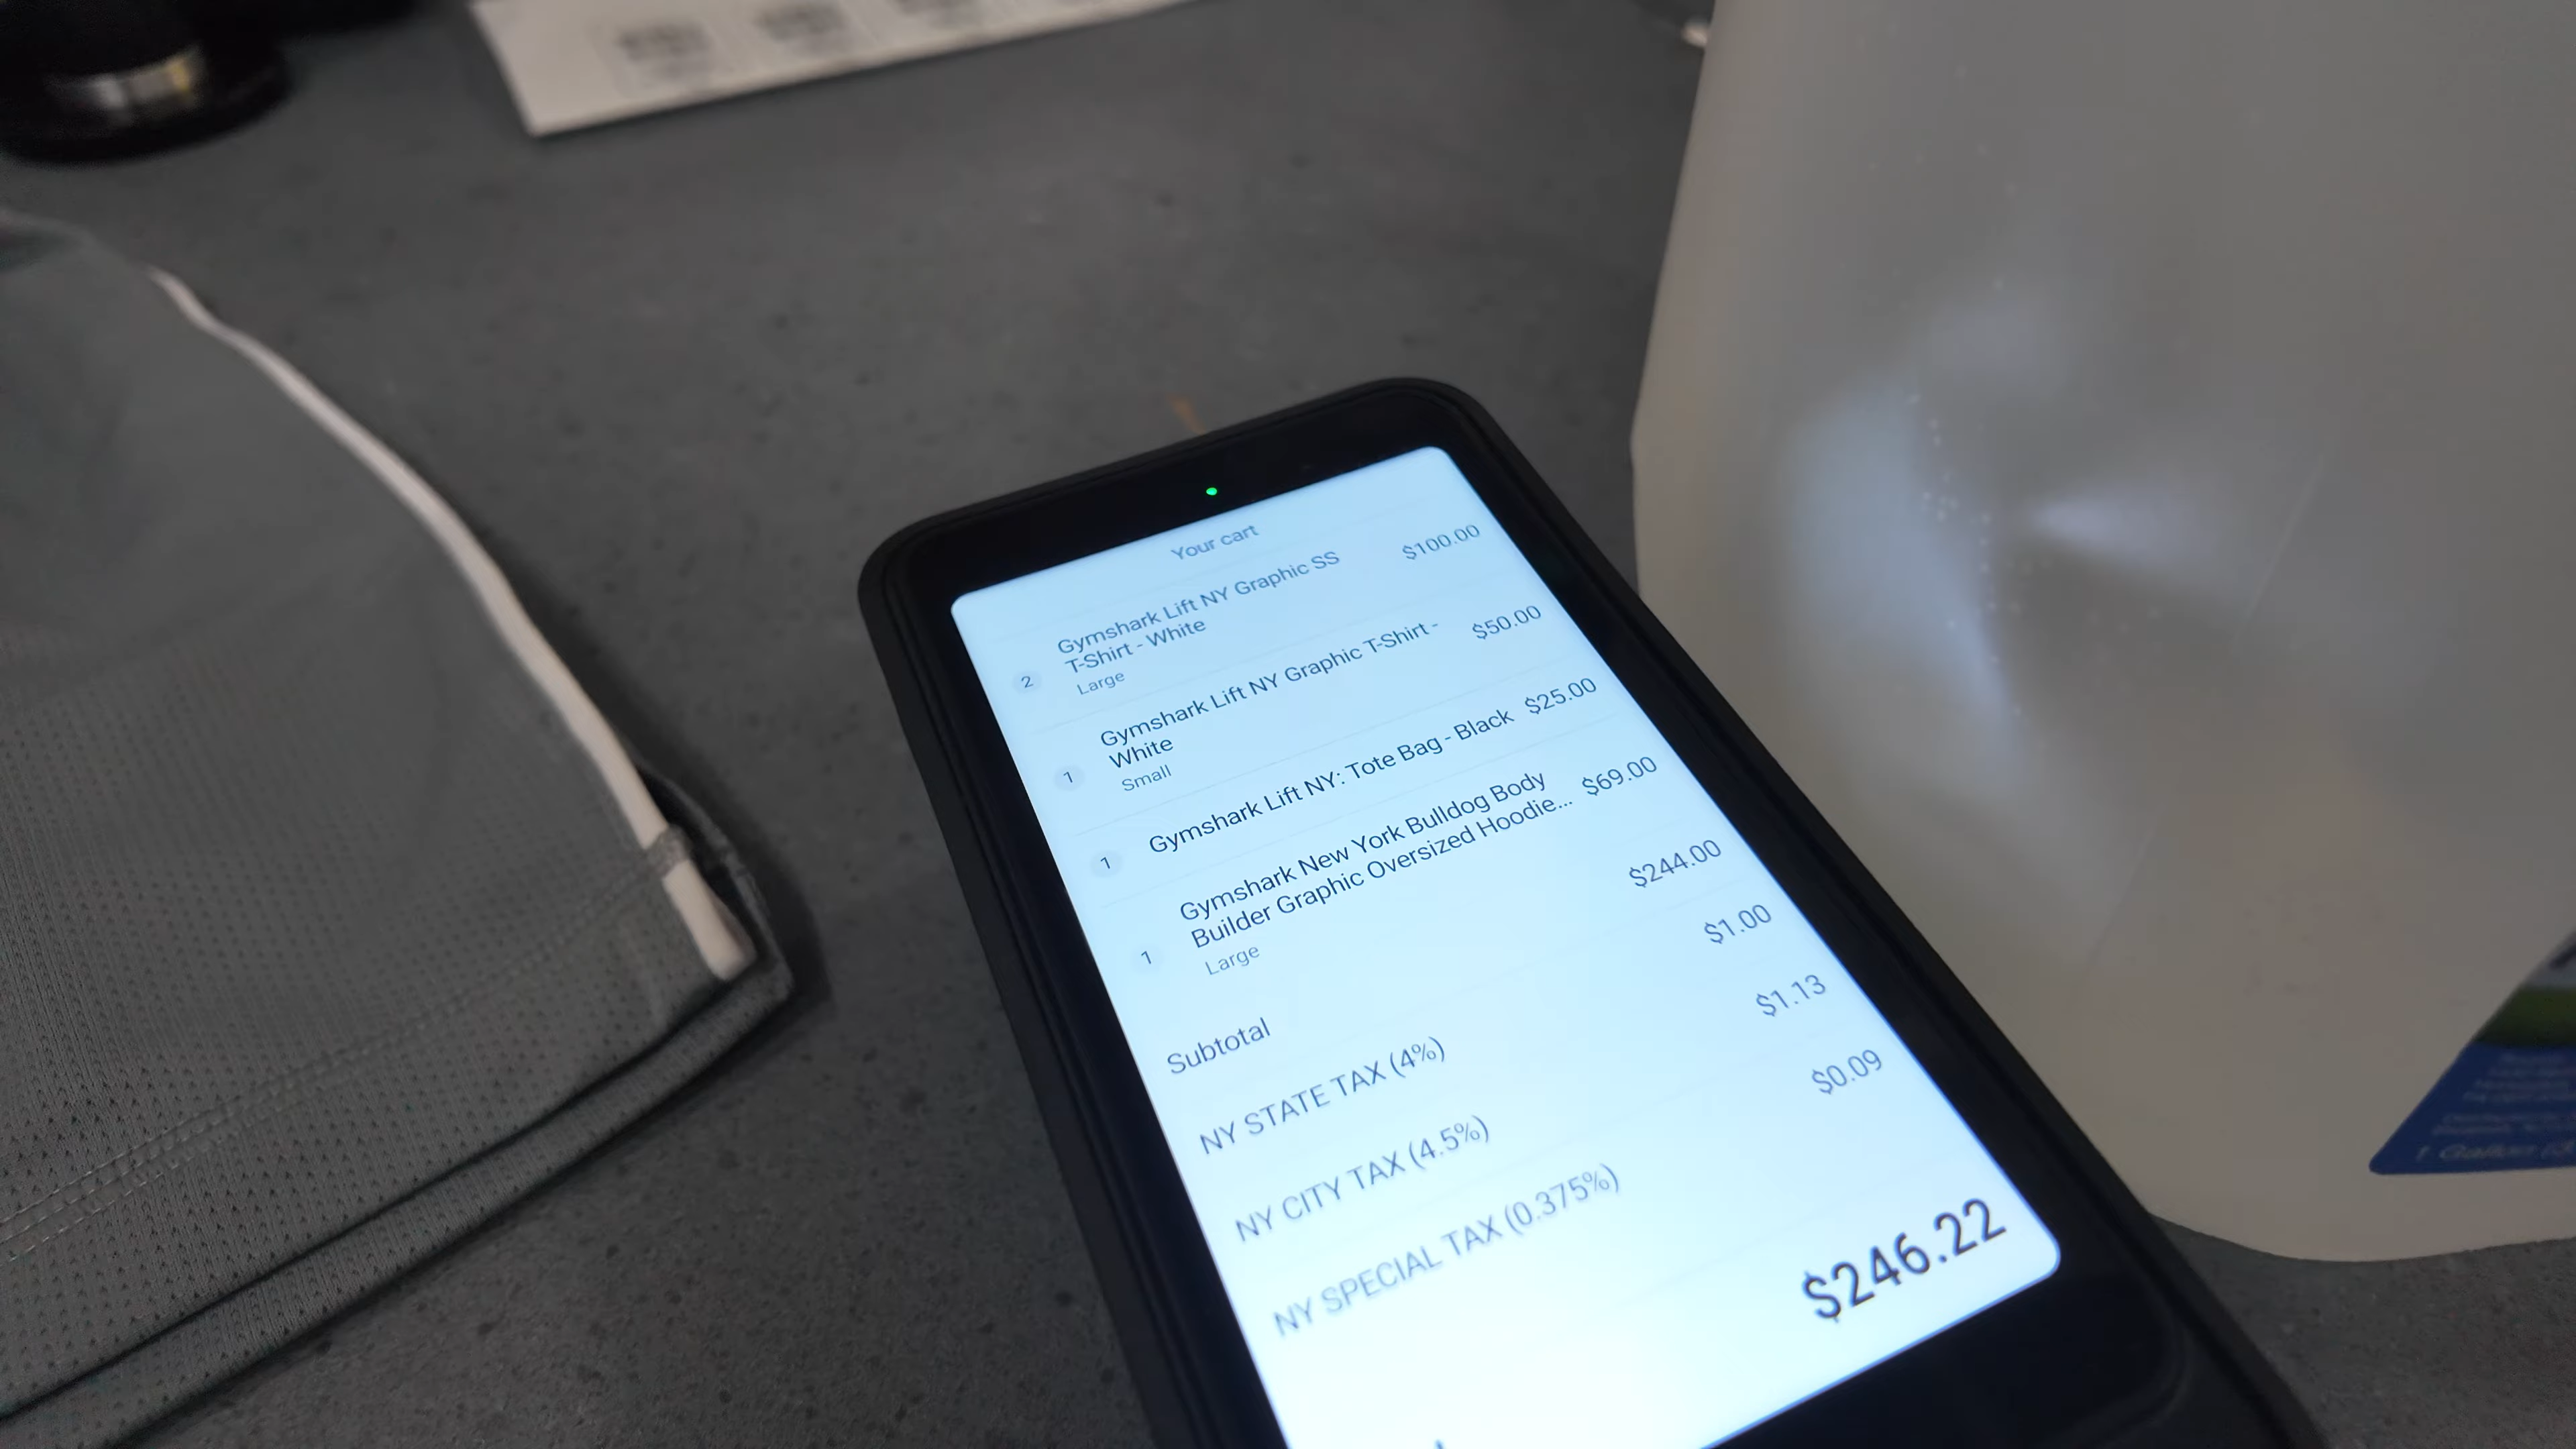 Your cart
2 Gymshark Lift NY Graphic SS $100.00
T-Shirt - White
Large
1 Gymshark Lift NY Graphic T-Shirt - $50.00
White
Small
1 Gymshark Lift NY: Tote Bag - Black $25.00
1 Gymshark New York Bulldog Body $69.00
Builder Graphic Oversized Hoodie...
Large
Subtotal $244.00
NY STATE TAX (4%) $1.00
NY CITY TAX (4.5%) $1.13
NY SPECIAL TAX (0.375%) $0.09
$246.22
1 Gallon